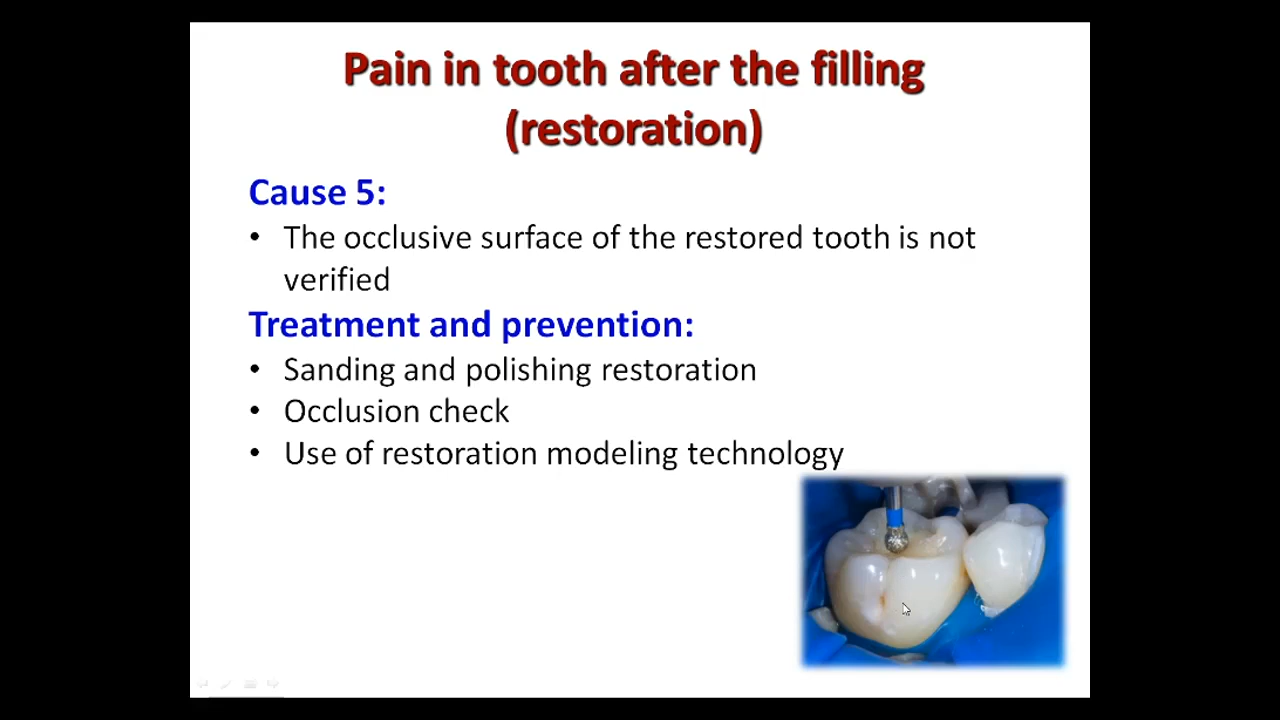 Pain in tooth after the filling
(restoration)
Cause 5:
• The occlusive surface of the restored tooth is not
verified
Treatment and prevention:
• Sanding and polishing restoration
• Occlusion check
• Use of restoration modeling technology